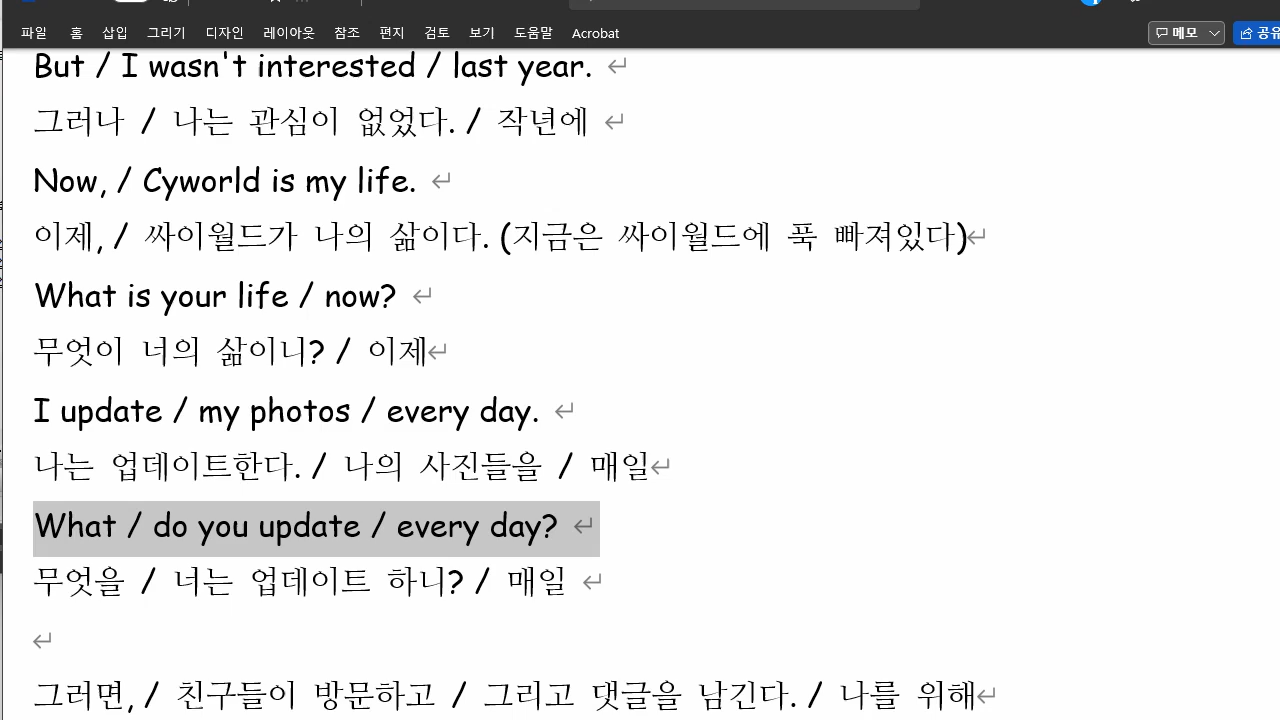 파일 홈 삽입 그리기 디자인 레이아웃 참조 편지 검토 보기 도움말 Acrobat 메모 공유
But / I wasn't interested / last year.
그러나 / 나는 관심이 없었다. / 작년에
Now, / Cyworld is my life.
이제, / 싸이월드가 나의 삶이다. (지금은 싸이월드에 푹 빠져있다)
What is your life / now?
무엇이 너의 삶이니? / 이제
I update / my photos / every day.
나는 업데이트한다. / 나의 사진들을 / 매일
What / do you update / every day?
무엇을 / 너는 업데이트 하니? / 매일
그러면, / 친구들이 방문하고 / 그리고 댓글을 남긴다. / 나를 위해